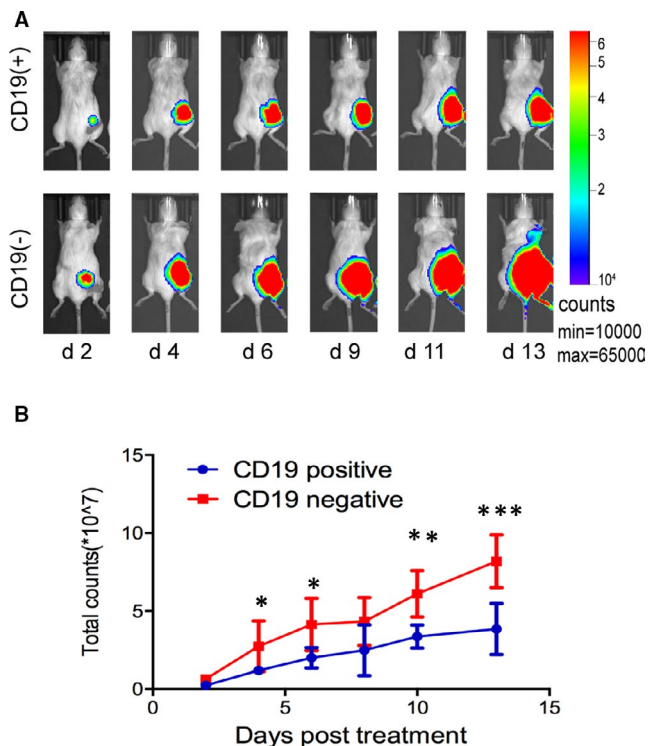 A
CD19(+)
CD19(-)
d 2
d 4
d 6
d 9
d 11
d 13
6
5
4
3
2
10⁴
counts
min=10000
max=65000
B
CD19 positive
CD19 negative
Total counts(*10^7)
15
10
5
0
*
*
**
***
0
5
10
15
Days post treatment